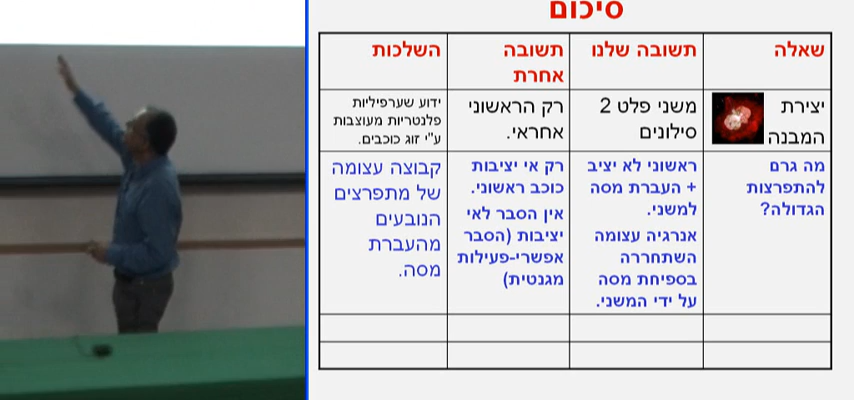 סיכום
שאלה
תשובה שלנו
תשובה
אחרת
השלכות
יצירת
המבנה
משני פלט 2
סילונים
רק הראשוני
אחראי.
ידוע שערפיליות
פלנטריות מעוצבות
ע"י זוג כוכבים.
מה גרם
להתפרצות
הגדולה?
ראשוני לא יציב
+ העברת מסה
למשני.
אנרגיה עצומה
השתחררה
בספיחת מסה
על ידי המשני.
רק אי יציבות
כוכב ראשוני.
אין הסבר לאי
יציבות (הסבר
אפשרי-פעילות
מגנטית)
קבוצה עצומה
של מתפרצים
הנובעים
מהעברת
מסה.